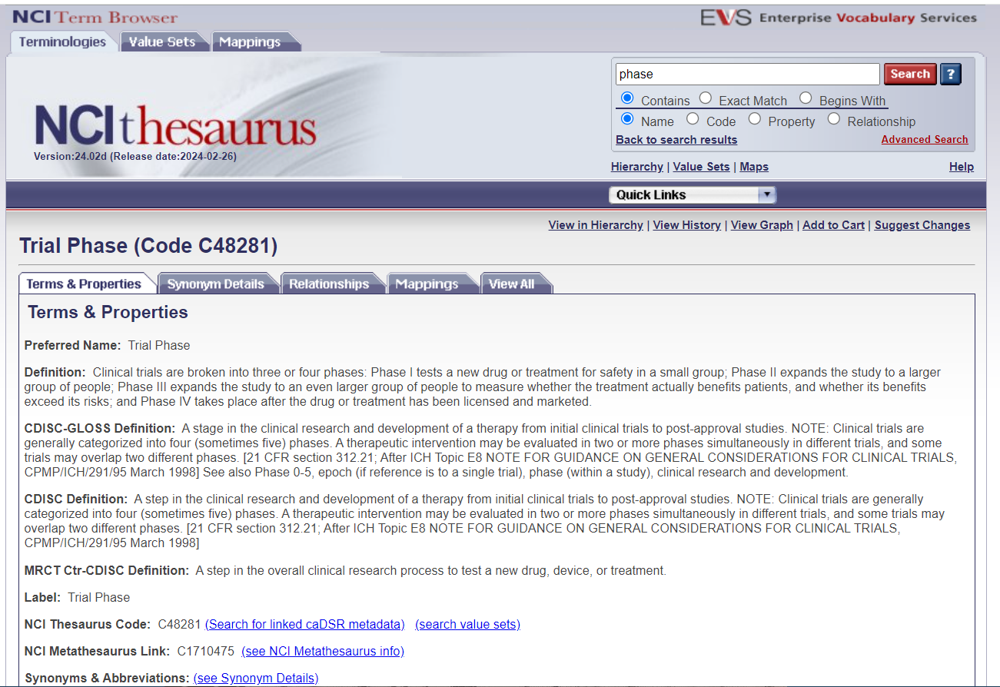 NCI Term Browser
EVS Enterprise Vocabulary Services
Terminologies Value Sets Mappings
phase Search ?
Contains Exact Match Begins With
Name Code Property Relationship
Back to search results Advanced Search
NCIthesaurus
Version:24.02d (Release date:2024-02-26)
Hierarchy | Value Sets | Maps Help
Quick Links
View in Hierarchy | View History | View Graph | Add to Cart | Suggest Changes
Trial Phase (Code C48281)
Terms & Properties Synonym Details Relationships Mappings View All
Terms & Properties
Preferred Name: Trial Phase
Definition: Clinical trials are broken into three or four phases: Phase I tests a new drug or treatment for safety in a small group; Phase II expands the study to a larger
group of people; Phase III expands the study to an even larger group of people to measure whether the treatment actually benefits patients, and whether its benefits
exceed its risks; and Phase IV takes place after the drug or treatment has been licensed and marketed.
CDISC-GLOSS Definition: A stage in the clinical research and development of a therapy from initial clinical trials to post-approval studies. NOTE: Clinical trials are
generally categorized into four (sometimes five) phases. A therapeutic intervention may be evaluated in two or more phases simultaneously in different trials, and some
trials may overlap two different phases. [21 CFR section 312.21; After ICH Topic E8 NOTE FOR GUIDANCE ON GENERAL CONSIDERATIONS FOR CLINICAL TRIALS,
CPMP/ICH/291/95 March 1998] See also Phase 0-5, epoch (if reference is to a single trial), phase (within a study), clinical research and development.
CDISC Definition: A step in the clinical research and development of a therapy from initial clinical trials to post-approval studies. NOTE: Clinical trials are generally
categorized into four (sometimes five) phases. A therapeutic intervention may be evaluated in two or more phases simultaneously in different trials, and some trials may
overlap two different phases. [21 CFR section 312.21; After ICH Topic E8 NOTE FOR GUIDANCE ON GENERAL CONSIDERATIONS FOR CLINICAL TRIALS,
CPMP/ICH/291/95 March 1998]
MRCT Ctr-CDISC Definition: A step in the overall clinical research process to test a new drug, device, or treatment.
Label: Trial Phase
NCI Thesaurus Code: C48281 (Search for linked caDSR metadata) (search value sets)
NCI Metathesaurus Link: C1710475 (see NCI Metathesaurus info)
Synonyms & Abbreviations: (see Synonym Details)